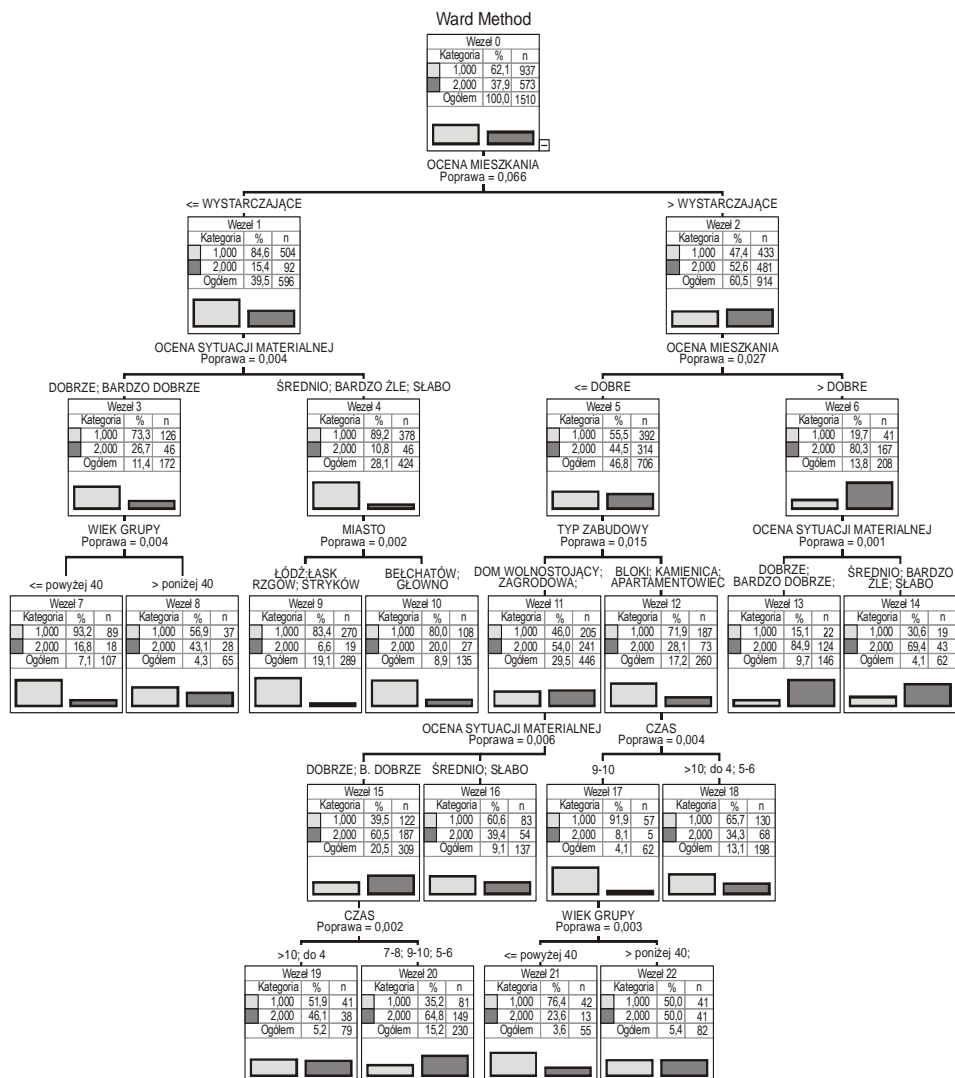 Ward Method
Węzeł 0
Kategoria % n
1,000 62,1 937
2,000 37,9 573
Ogółem 100,0 1510
OCENA MIESZKANIA
Poprawa = 0,066
<= WYSTARCZAJĄCE
> WYSTARCZAJĄCE
Węzeł 1
Kategoria % n
1,000 84,6 504
2,000 15,4 92
Ogółem 39,5 596
Węzeł 2
Kategoria % n
1,000 47,4 433
2,000 52,6 481
Ogółem 60,5 914
OCENA SYTUACJI MATERIALNEJ
Poprawa = 0,004
OCENA MIESZKANIA
Poprawa = 0,027
DOBRZE; BARDZO DOBRZE
ŚREDNIO; BARDZO ŹLE; SŁABO
<= DOBRE
> DOBRE
Węzeł 3
Kategoria % n
1,000 73,3 126
2,000 26,7 46
Ogółem 11,4 172
Węzeł 4
Kategoria % n
1,000 89,2 378
2,000 10,8 46
Ogółem 28,1 424
Węzeł 5
Kategoria % n
1,000 55,5 392
2,000 44,5 314
Ogółem 46,8 706
Węzeł 6
Kategoria % n
1,000 19,7 41
2,000 80,3 167
Ogółem 13,8 208
WIEK GRUPY
Poprawa = 0,004
MIASTO
Poprawa = 0,002
TYP ZABUDOWY
Poprawa = 0,015
OCENA SYTUACJI MATERIALNEJ
Poprawa = 0,001
<= powyżej 40
> poniżej 40
ŁÓDŹ;ŁASK
RZGÓW; STRYKÓW
BEŁCHATÓW;
GŁOWNO
DOM WOLNOSTOJĄCY;
ZAGRODOWA;
BLOKI; KAMIENICA;
APARTAMENTOWIEC
DOBRZE;
BARDZO DOBRZE;
ŚREDNIO; BARDZO
ŹLE; SŁABO
Węzeł 7
Kategoria % n
1,000 93,2 89
2,000 16,8 18
Ogółem 7,1 107
Węzeł 8
Kategoria % n
1,000 56,9 37
2,000 43,1 28
Ogółem 4,3 65
Węzeł 9
Kategoria % n
1,000 83,4 270
2,000 6,6 19
Ogółem 19,1 289
Węzeł 10
Kategoria % n
1,000 80,0 108
2,000 20,0 27
Ogółem 8,9 135
Węzeł 11
Kategoria % n
1,000 46,0 205
2,000 54,0 241
Ogółem 29,5 446
Węzeł 12
Kategoria % n
1,000 71,9 187
2,000 28,1 73
Ogółem 17,2 260
Węzeł 13
Kategoria % n
1,000 15,1 22
2,000 84,9 124
Ogółem 9,7 146
Węzeł 14
Kategoria % n
1,000 30,6 19
2,000 69,4 43
Ogółem 4,1 62
OCENA SYTUACJI MATERIALNEJ
Poprawa = 0,006
CZAS
Poprawa = 0,004
DOBRZE; B. DOBRZE
ŚREDNIO; SŁABO
9-10
>10; do 4; 5-6
Węzeł 15
Kategoria % n
1,000 39,5 122
2,000 60,5 187
Ogółem 20,5 309
Węzeł 16
Kategoria % n
1,000 60,6 83
2,000 39,4 54
Ogółem 9,1 137
Węzeł 17
Kategoria % n
1,000 91,9 57
2,000 8,1 5
Ogółem 4,1 62
Węzeł 18
Kategoria % n
1,000 65,7 130
2,000 34,3 68
Ogółem 13,1 198
CZAS
Poprawa = 0,002
WIEK GRUPY
Poprawa = 0,003
>10; do 4
7-8; 9-10; 5-6
<= powyżej 40
> poniżej 40;
Węzeł 19
Kategoria % n
1,000 51,9 41
2,000 46,1 38
Ogółem 5,2 79
Węzeł 20
Kategoria % n
1,000 35,2 81
2,000 64,8 149
Ogółem 15,2 230
Węzeł 21
Kategoria % n
1,000 76,4 42
2,000 23,6 13
Ogółem 3,6 55
Węzeł 22
Kategoria % n
1,000 50,0 41
2,000 50,0 41
Ogółem 5,4 82